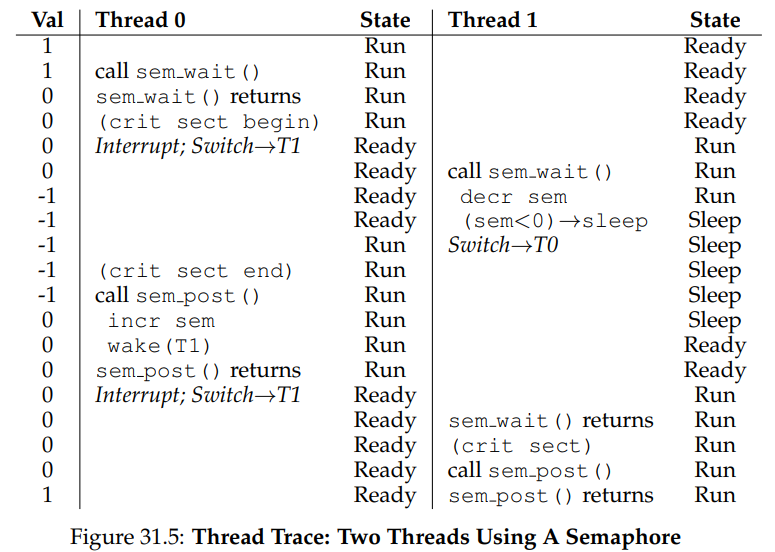 Val Thread 0 State Thread 1 State
1 Run Ready
1 call sem_wait() Run Ready
0 sem_wait() returns Run Ready
0 (crit sect begin) Run Ready
0 Interrupt; Switch→T1 Ready Run
0 Ready call sem_wait() Run
-1 Ready decr sem Run
-1 Ready (sem<0)→sleep Sleep
-1 Run Switch→T0 Sleep
-1 (crit sect end) Run Sleep
-1 call sem_post() Run Sleep
0 incr sem Run Sleep
0 wake(T1) Run Ready
0 sem_post() returns Run Ready
0 Interrupt; Switch→T1 Ready Run
0 Ready sem_wait() returns Run
0 Ready (crit sect) Run
0 Ready call sem_post() Run
1 Ready sem_post() returns Run
Figure 31.5: Thread Trace: Two Threads Using A Semaphore